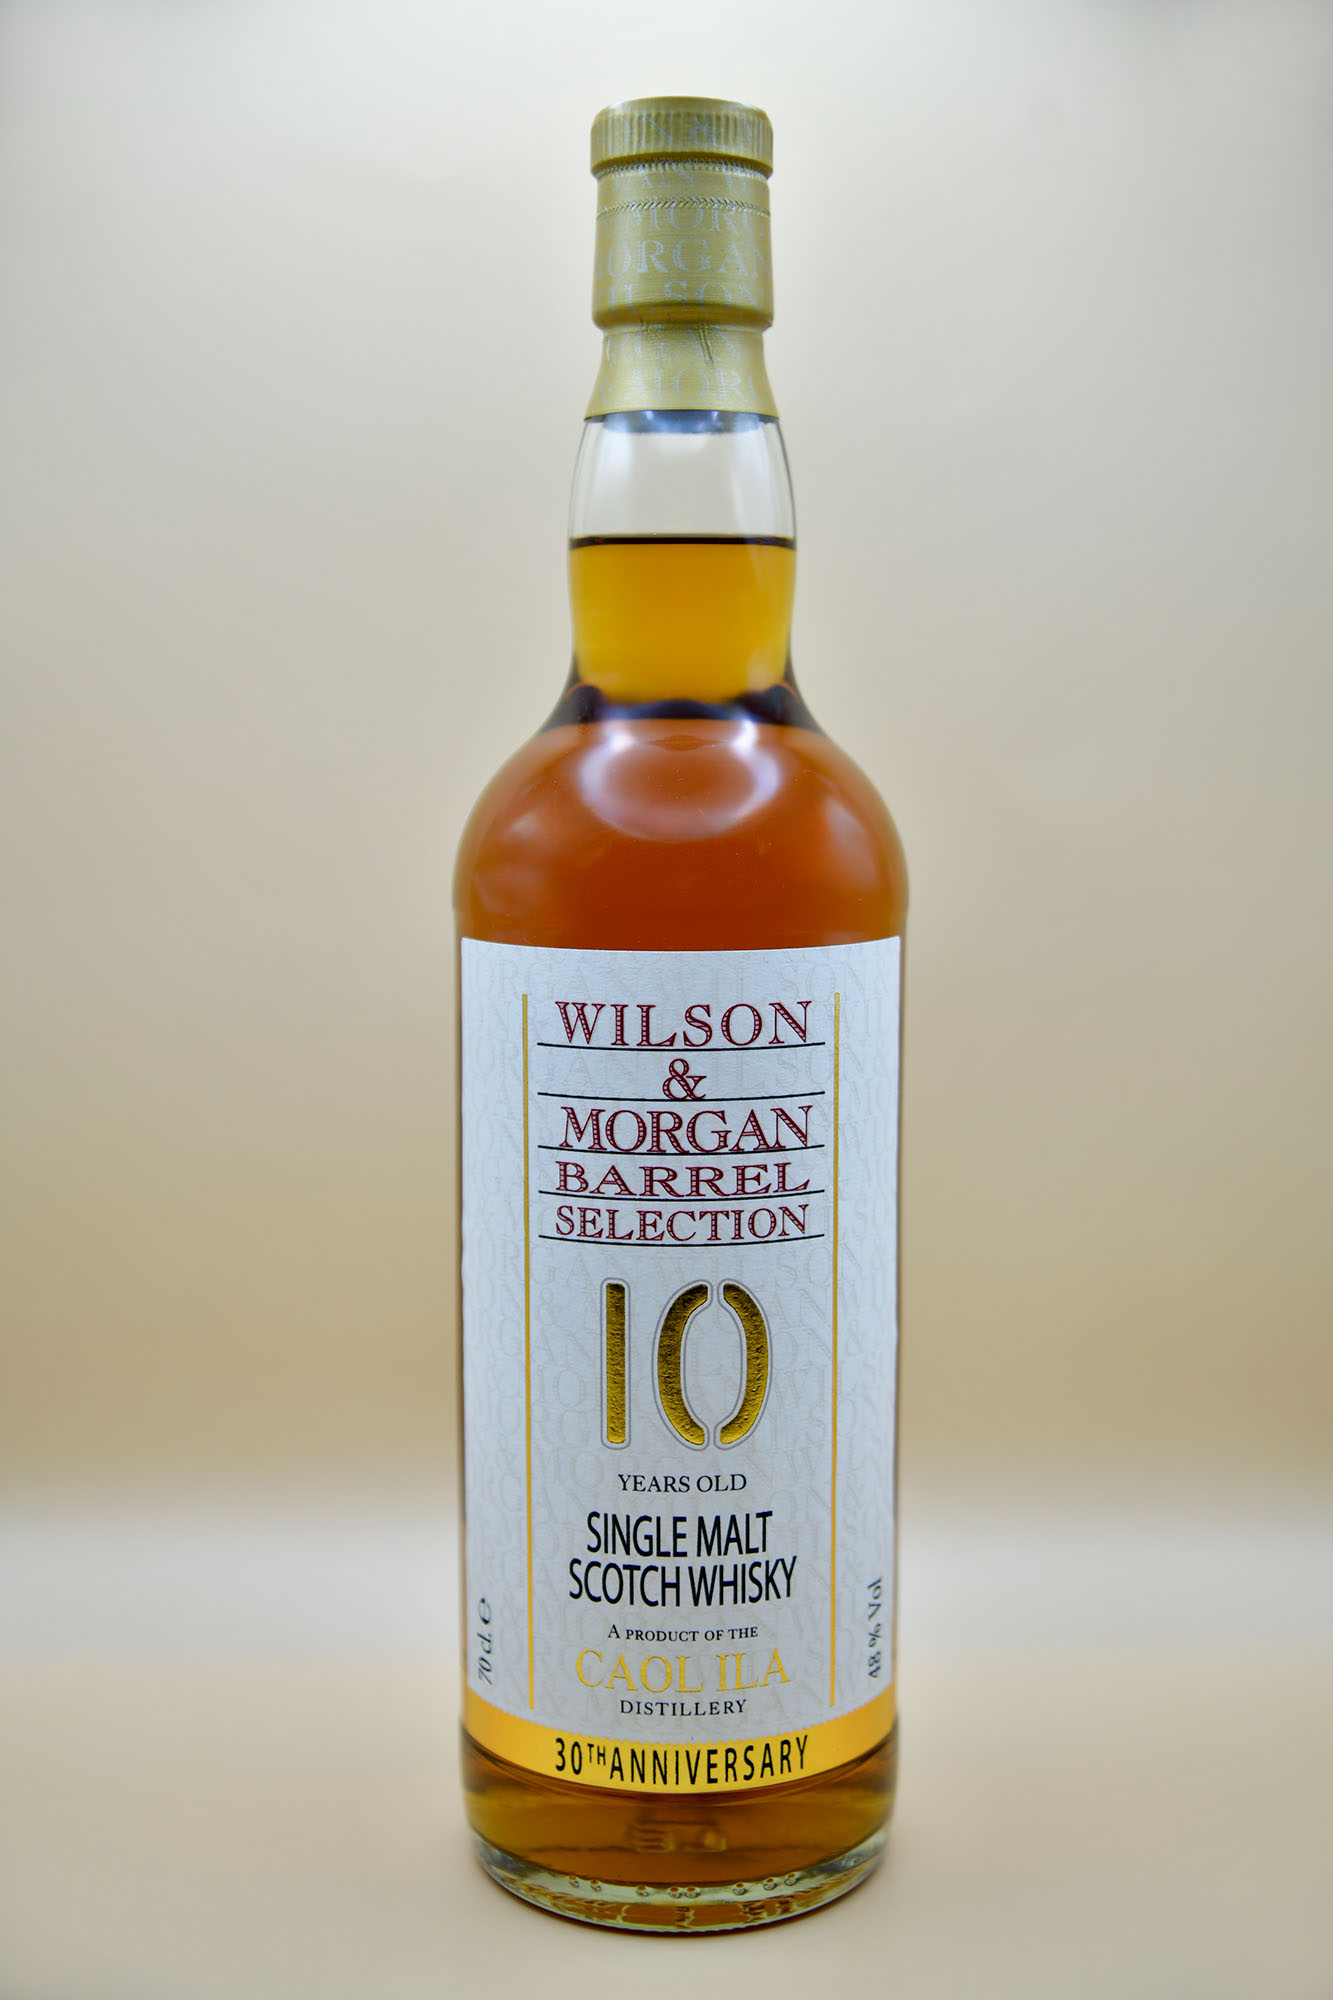 WILSON
&
MORGAN
BARREL
SELECTION
10
YEARS OLD
SINGLE MALT
SCOTCH WHISKY
A PRODUCT OF THE
CAOL ILA
DISTILLERY
70 cl. e
48 % Vol
30TH ANNIVERSARY